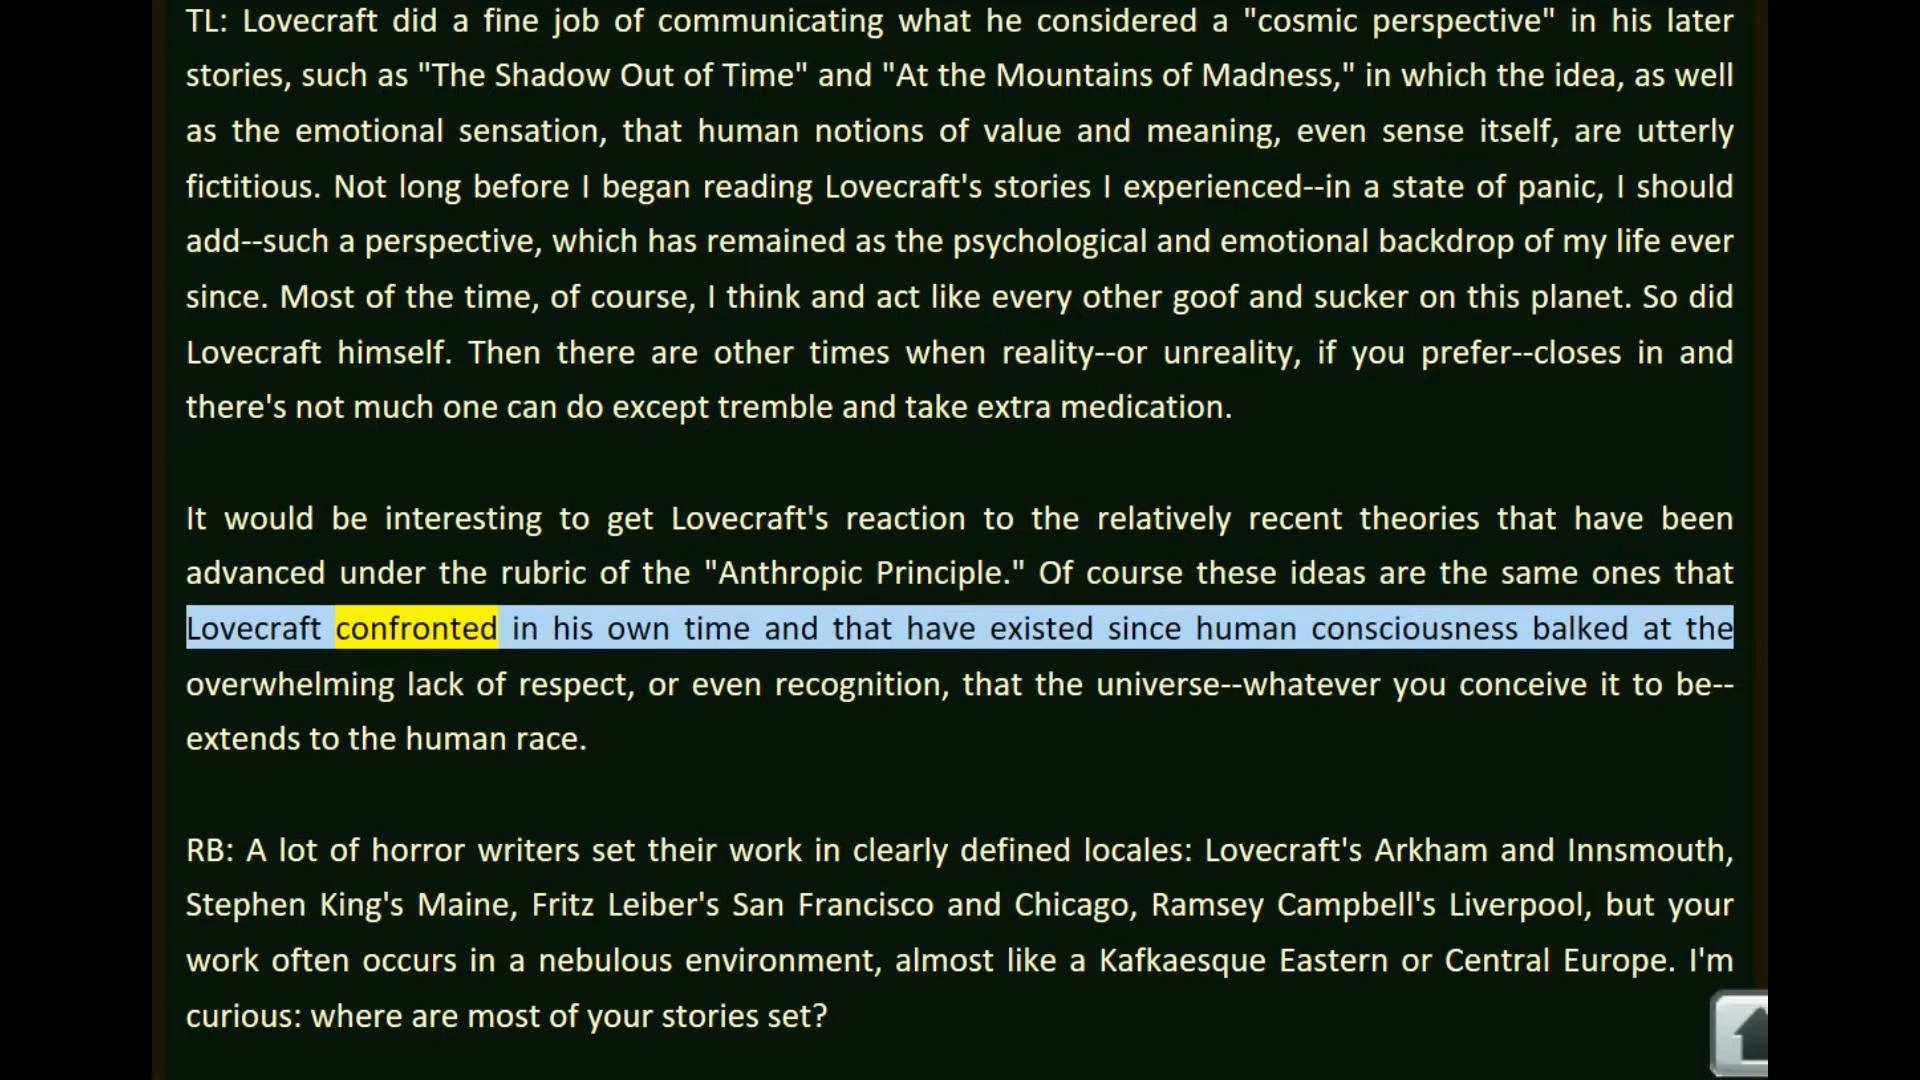 TL: Lovecraft did a fine job of communicating what he considered a "cosmic perspective" in his later
stories, such as "The Shadow Out of Time" and "At the Mountains of Madness," in which the idea, as well
as the emotional sensation, that human notions of value and meaning, even sense itself, are utterly
fictitious. Not long before I began reading Lovecraft's stories I experienced--in a state of panic, I should
add--such a perspective, which has remained as the psychological and emotional backdrop of my life ever
since. Most of the time, of course, I think and act like every other goof and sucker on this planet. So did
Lovecraft himself. Then there are other times when reality--or unreality, if you prefer--closes in and
there's not much one can do except tremble and take extra medication.
It would be interesting to get Lovecraft's reaction to the relatively recent theories that have been
advanced under the rubric of the "Anthropic Principle." Of course these ideas are the same ones that
Lovecraft confronted in his own time and that have existed since human consciousness balked at the
overwhelming lack of respect, or even recognition, that the universe--whatever you conceive it to be--
extends to the human race.
RB: A lot of horror writers set their work in clearly defined locales: Lovecraft's Arkham and Innsmouth,
Stephen King's Maine, Fritz Leiber's San Francisco and Chicago, Ramsey Campbell's Liverpool, but your
work often occurs in a nebulous environment, almost like a Kafkaesque Eastern or Central Europe. I'm
curious: where are most of your stories set?